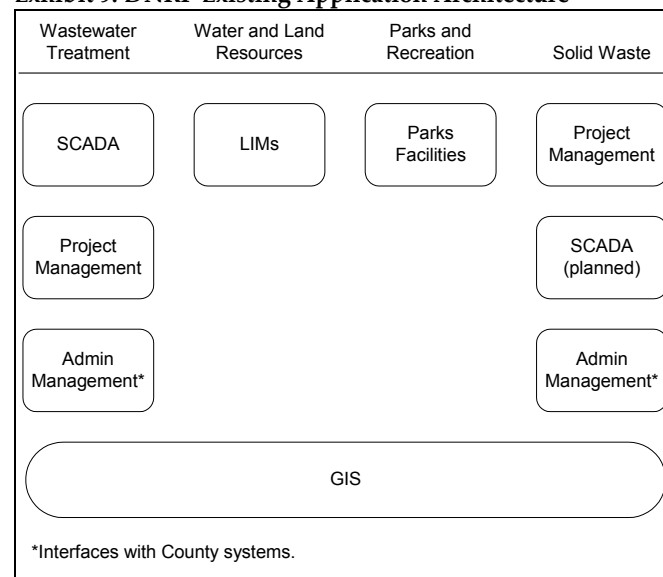 Exhibit 9. DNRP Existing Application Architecture
Wastewater Treatment
Water and Land Resources
Parks and Recreation
Solid Waste
SCADA
LIMs
Parks Facilities
Project Management
Project Management
SCADA (planned)
Admin Management*
Admin Management*
GIS
*Interfaces with County systems.